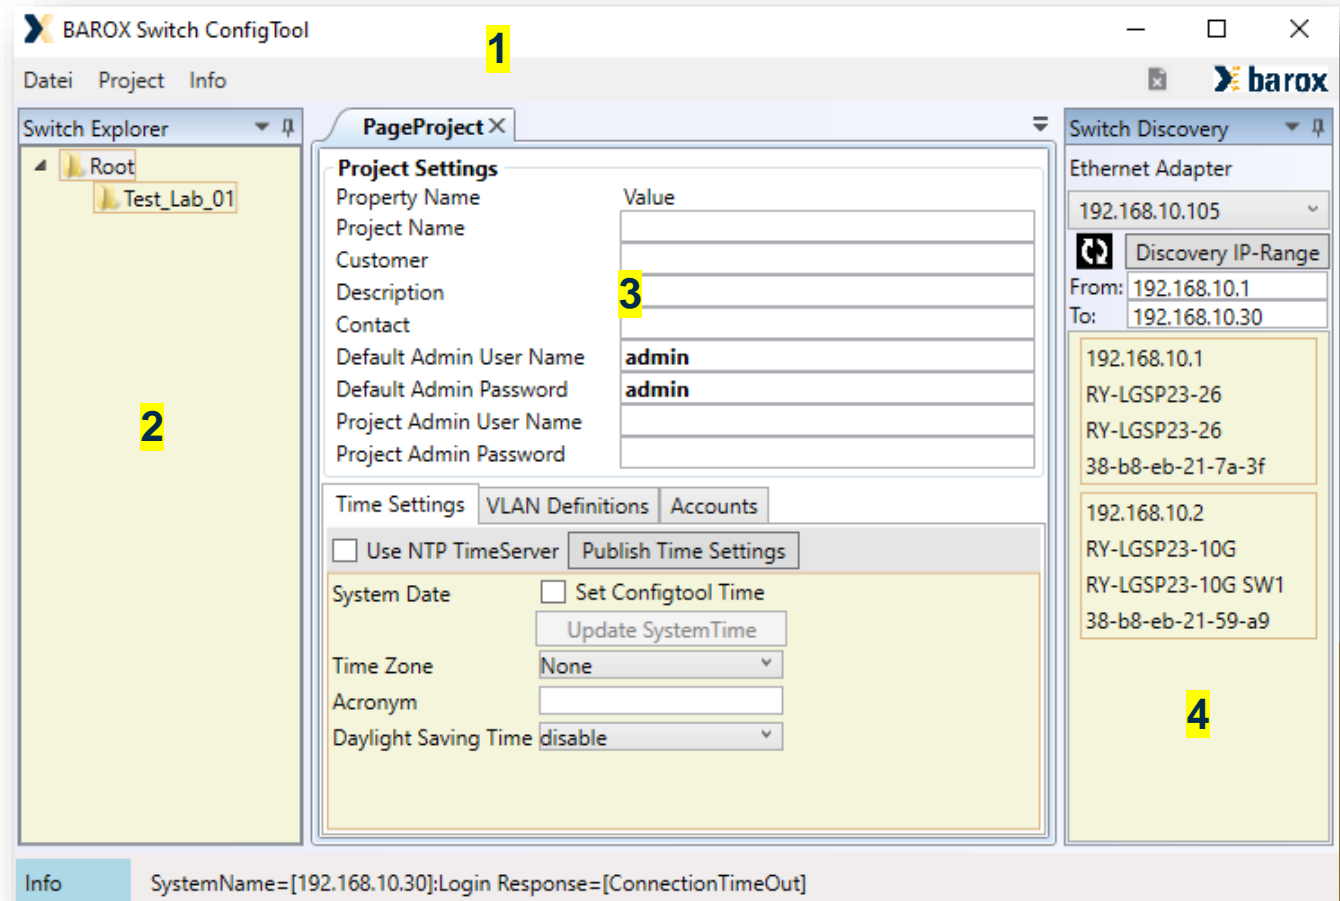 BAROX Switch ConfigTool
1
Datei Project Info
barox
Switch Explorer
Root
Test_Lab_01
2
PageProject
Project Settings
Property Name Value
Project Name
Customer
Description
3
Contact
Default Admin User Name admin
Default Admin Password admin
Project Admin User Name
Project Admin Password
Time Settings VLAN Definitions Accounts
Use NTP TimeServer Publish Time Settings
System Date Set Configtool Time
Update SystemTime
Time Zone None
Acronym
Daylight Saving Time disable
Switch Discovery
Ethernet Adapter
192.168.10.105
Discovery IP-Range
From: 192.168.10.1
To: 192.168.10.30
192.168.10.1
RY-LGSP23-26
RY-LGSP23-26
38-b8-eb-21-7a-3f
192.168.10.2
RY-LGSP23-10G
RY-LGSP23-10G SW1
38-b8-eb-21-59-a9
4
Info SystemName=[192.168.10.30]:Login Response=[ConnectionTimeOut]